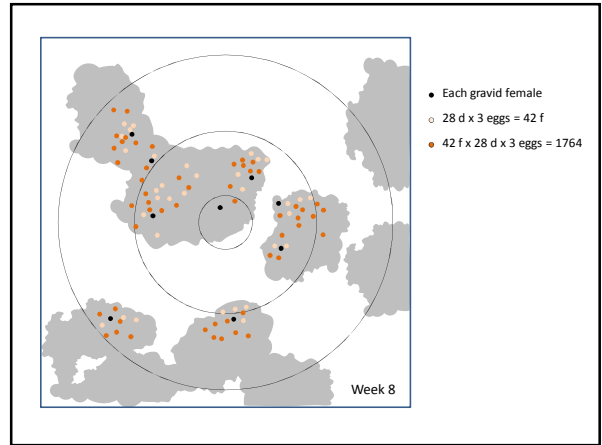 Each gravid female
28 d x 3 eggs = 42 f
42 f x 28 d x 3 eggs = 1764
Week 8